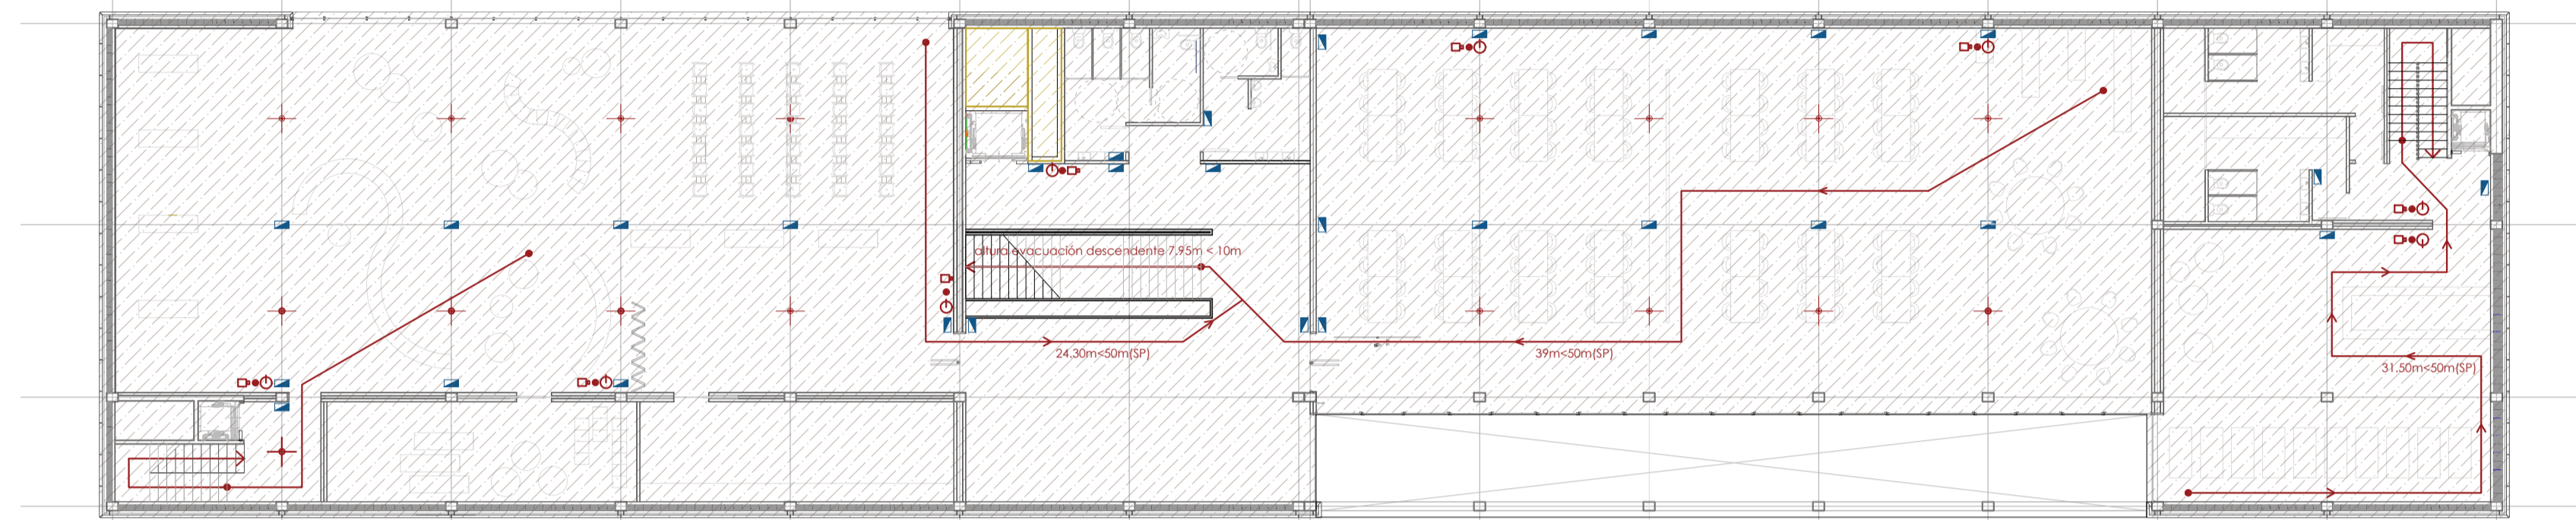 altura evacuación descendente 7.95m < 10m
24.30m<50m(SP)
39m<50m(SP)
31.50m<50m(SP)